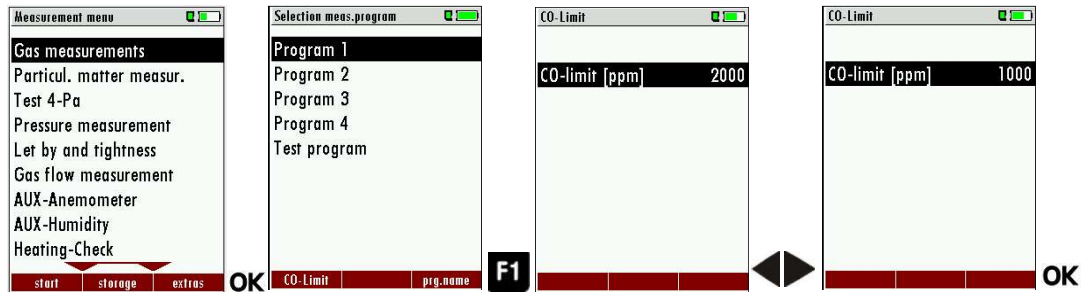 Measurement menu
Gas measurements
Particul. matter measur.
Test 4-Pa
Pressure measurement
Let by and tightness
Gas flow measurement
AUX-Anemometer
AUX-Humidity
Heating-Check
start storage extras
OK
Selection meas.program
Program 1
Program 2
Program 3
Program 4
Test program
CO-Limit prg.name
F1
CO-Limit
CO-limit [ppm] 2000
CO-Limit
CO-limit [ppm] 1000
OK